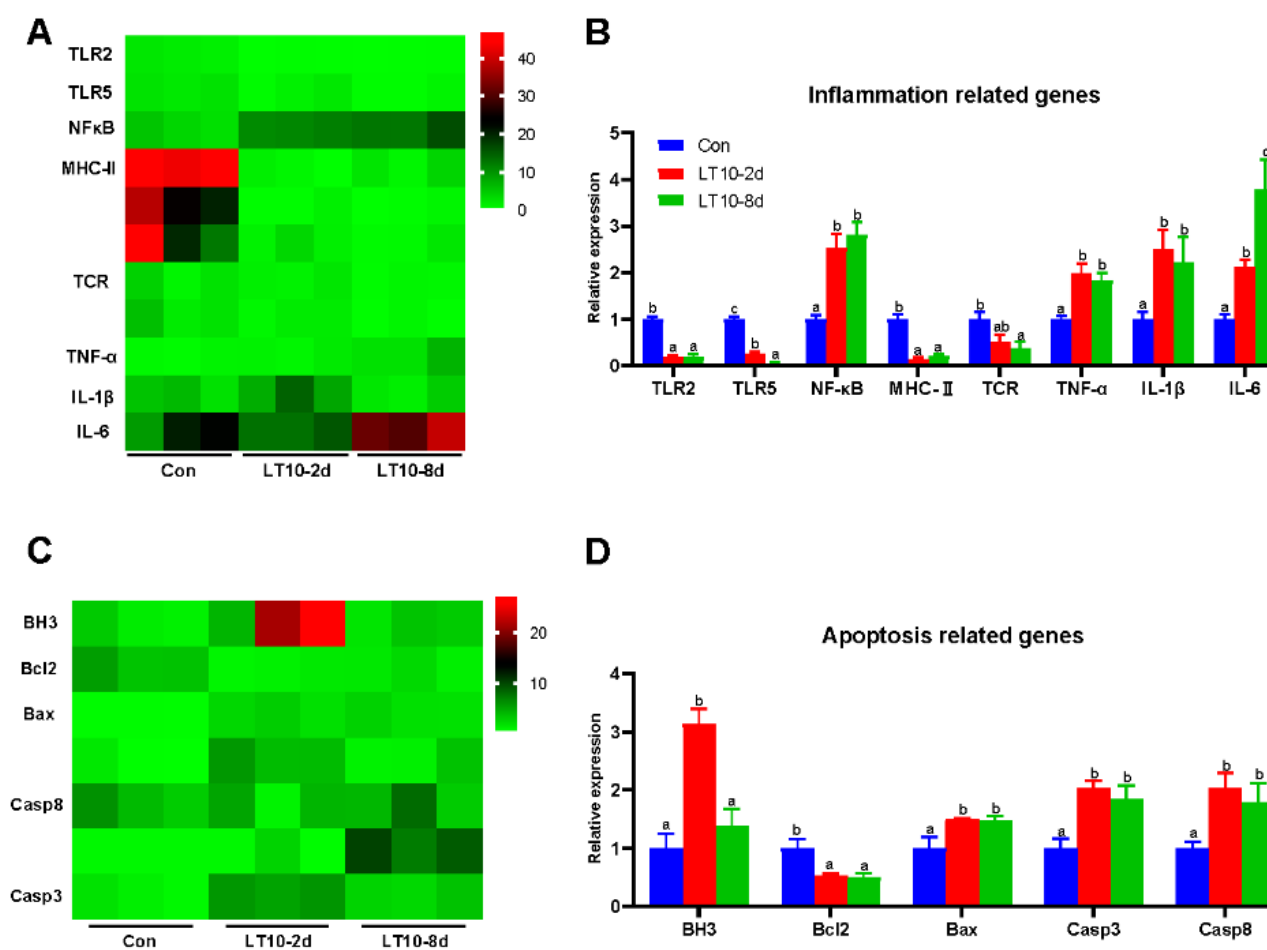 A
TLR2
TLR5
NFκB
MHC-II
TCR
TNF-α
IL-1β
IL-6
Con LT10-2d LT10-8d
40
30
20
10
0
B
Inflammation related genes
Con
LT10-2d
LT10-8d
Relative expression
5
4
3
2
1
0
b a a
c b a
a b b
b a a
b ab a
a b b
a b b
a b
TLR2 TLR5 NF-κB MHC-Ⅱ TCR TNF-α IL-1β IL-6
C
BH3
Bcl2
Bax
Casp8
Casp3
Con LT10-2d LT10-8d
20
10
D
Apoptosis related genes
Relative expression
4
3
2
1
0
a b a
b a a
a b b
a b b
a b b
BH3 Bcl2 Bax Casp3 Casp8